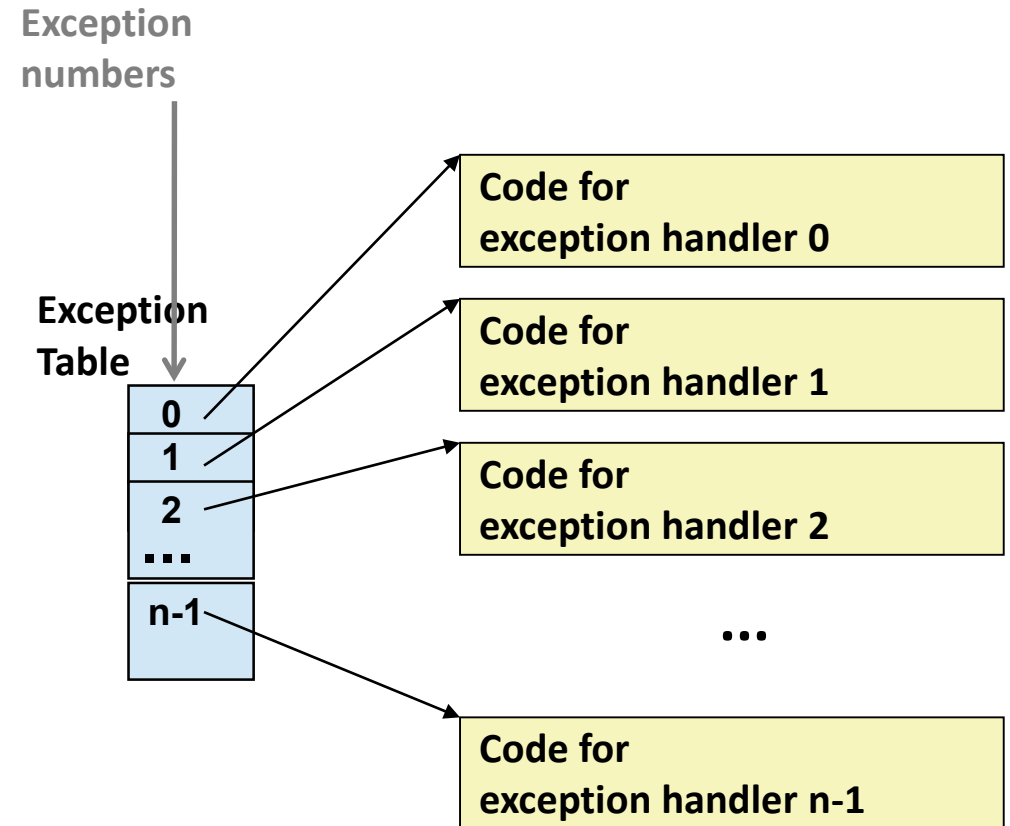 Exception
numbers
Exception
Table
0
1
2
...
n-1
Code for
exception handler 0
Code for
exception handler 1
Code for
exception handler 2
...
Code for
exception handler n-1